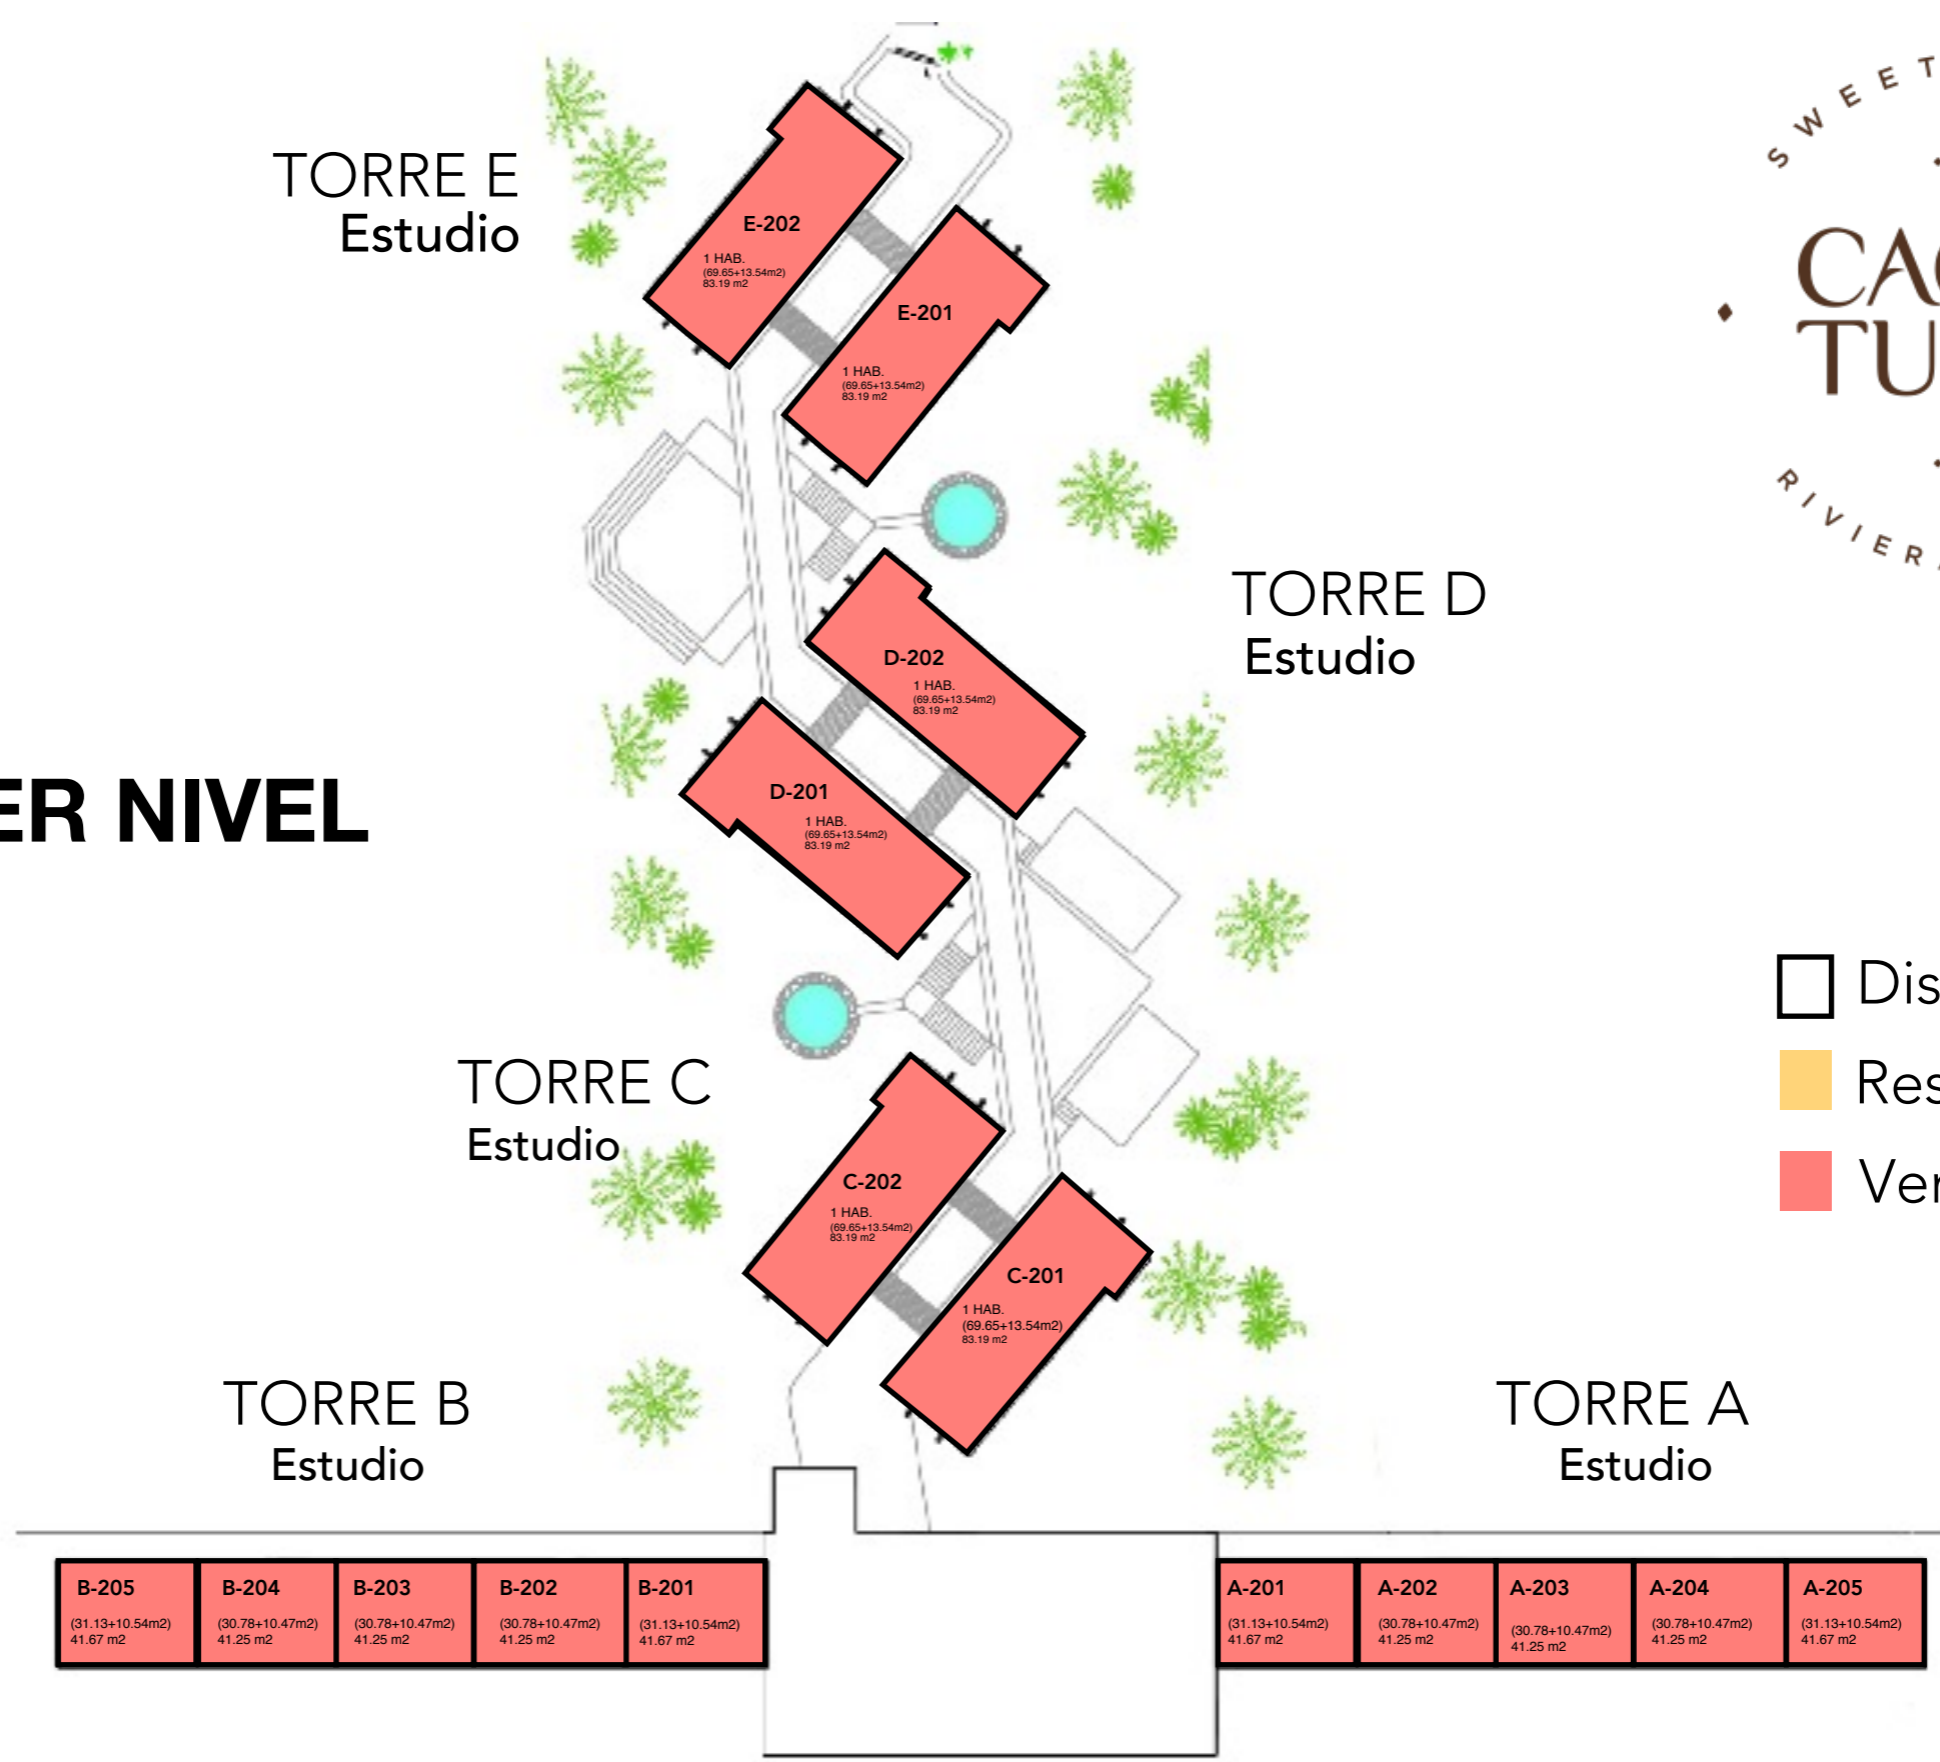 SWEET
CAC
TU
RIVIER
TORRE E
Estudio
E-202
1 HAB.
(69.65+13.54m2)
83.19 m2
E-201
1 HAB.
(69.65+13.54m2)
83.19 m2
TORRE D
Estudio
D-202
1 HAB.
(69.65+13.54m2)
83.19 m2
ER NIVEL
D-201
1 HAB.
(69.65+13.54m2)
83.19 m2
Dis
Res
Ven
TORRE C
Estudio
C-202
1 HAB.
(69.65+13.54m2)
83.19 m2
C-201
1 HAB.
(69.65+13.54m2)
83.19 m2
TORRE B
Estudio
TORRE A
Estudio
B-205
(31.13+10.54m2)
41.67 m2
B-204
(30.78+10.47m2)
41.25 m2
B-203
(30.78+10.47m2)
41.25 m2
B-202
(30.78+10.47m2)
41.25 m2
B-201
(31.13+10.54m2)
41.67 m2
A-201
(31.13+10.54m2)
41.67 m2
A-202
(30.78+10.47m2)
41.25 m2
A-203
(30.78+10.47m2)
41.25 m2
A-204
(30.78+10.47m2)
41.25 m2
A-205
(31.13+10.54m2)
41.67 m2